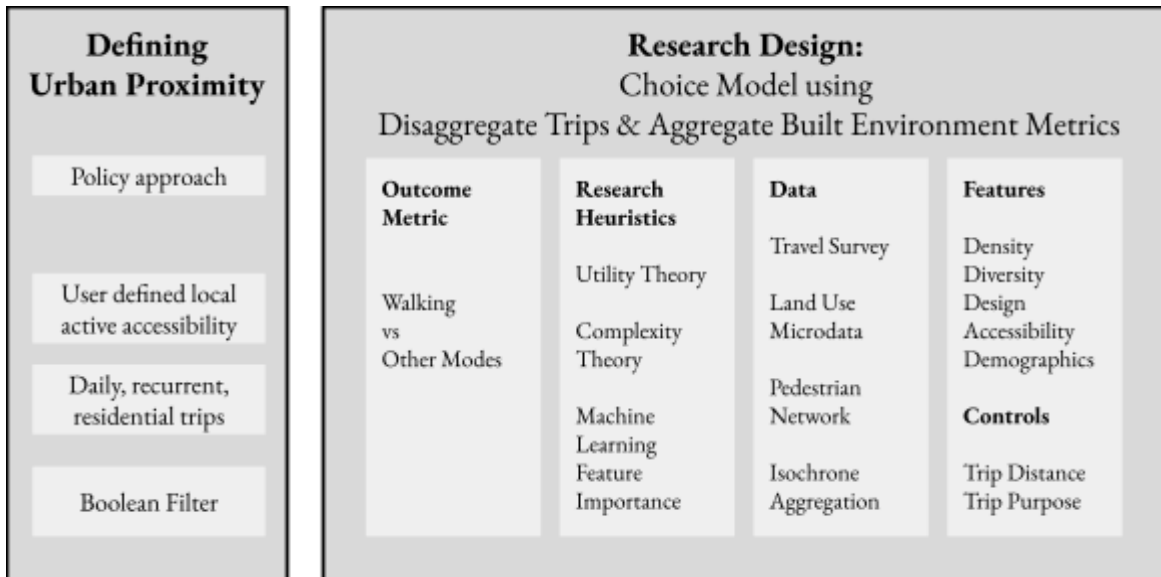 Defining
Urban Proximity
Policy approach
User defined local
active accessibility
Daily, recurrent,
residential trips
Boolean Filter
Research Design:
Choice Model using
Disaggregate Trips & Aggregate Built Environment Metrics
Outcome
Metric
Walking
vs
Other Modes
Research
Heuristics
Utility Theory
Complexity
Theory
Machine
Learning
Feature
Importance
Data
Travel Survey
Land Use
Microdata
Pedestrian
Network
Isochrone
Aggregation
Features
Density
Diversity
Design
Accessibility
Demographics
Controls
Trip Distance
Trip Purpose